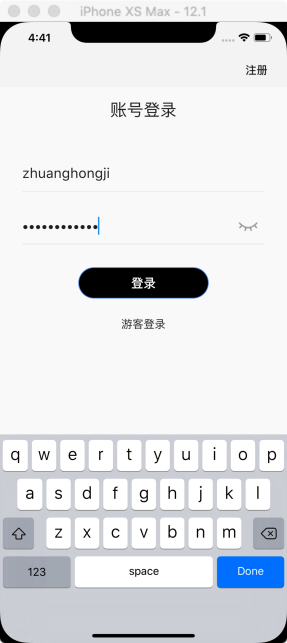 iPhone XS Max - 12.1
4:41
注册
账号登录
zhuanghongji
••••••••••••
登录
游客登录
q w e r t y u i o p
a s d f g h j k l
z x c v b n m
123 space Done